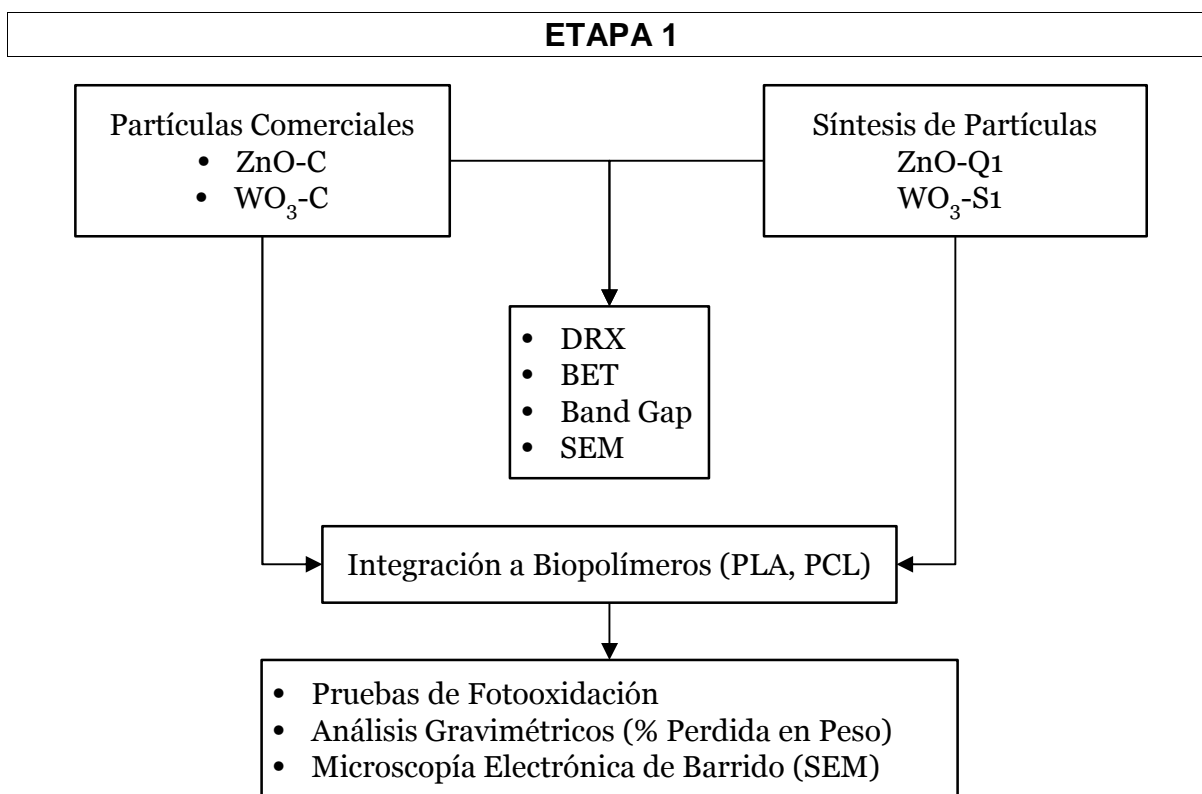 ETAPA 1
Partículas Comerciales
• ZnO-C
• WO₃-C
Síntesis de Partículas
ZnO-Q1
WO₃-S1
• DRX
• BET
• Band Gap
• SEM
Integración a Biopolímeros (PLA, PCL)
• Pruebas de Fotooxidación
• Análisis Gravimétricos (% Perdida en Peso)
• Microscopía Electrónica de Barrido (SEM)